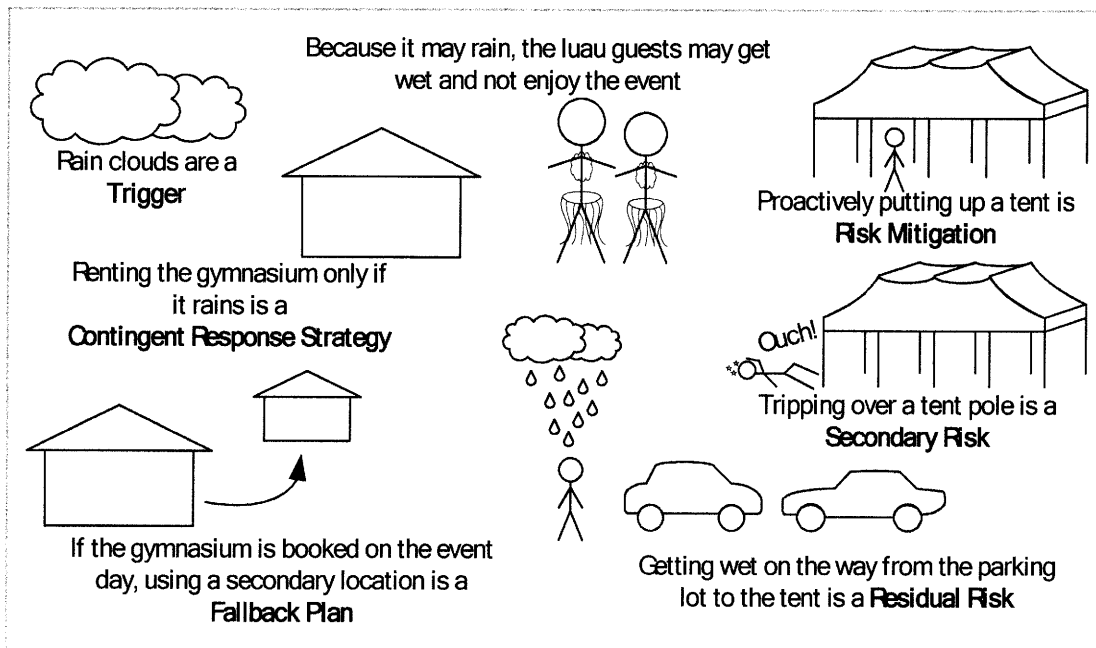 Because it may rain, the luau guests may get
wet and not enjoy the event
Rain clouds are a
Trigger
Proactively putting up a tent is
Risk Mitigation
Renting the gymnasium only if
it rains is a
Contingent Response Strategy
Ouch!
Tripping over a tent pole is a
Secondary Risk
If the gymnasium is booked on the event
day, using a secondary location is a
Fallback Plan
Getting wet on the way from the parking
lot to the tent is a Residual Risk